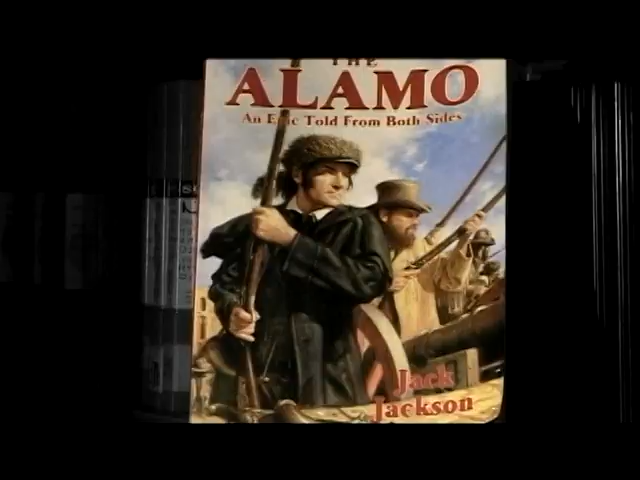 THE
ALAMO
An Epic Told From Both Sides
Jack
Jackson